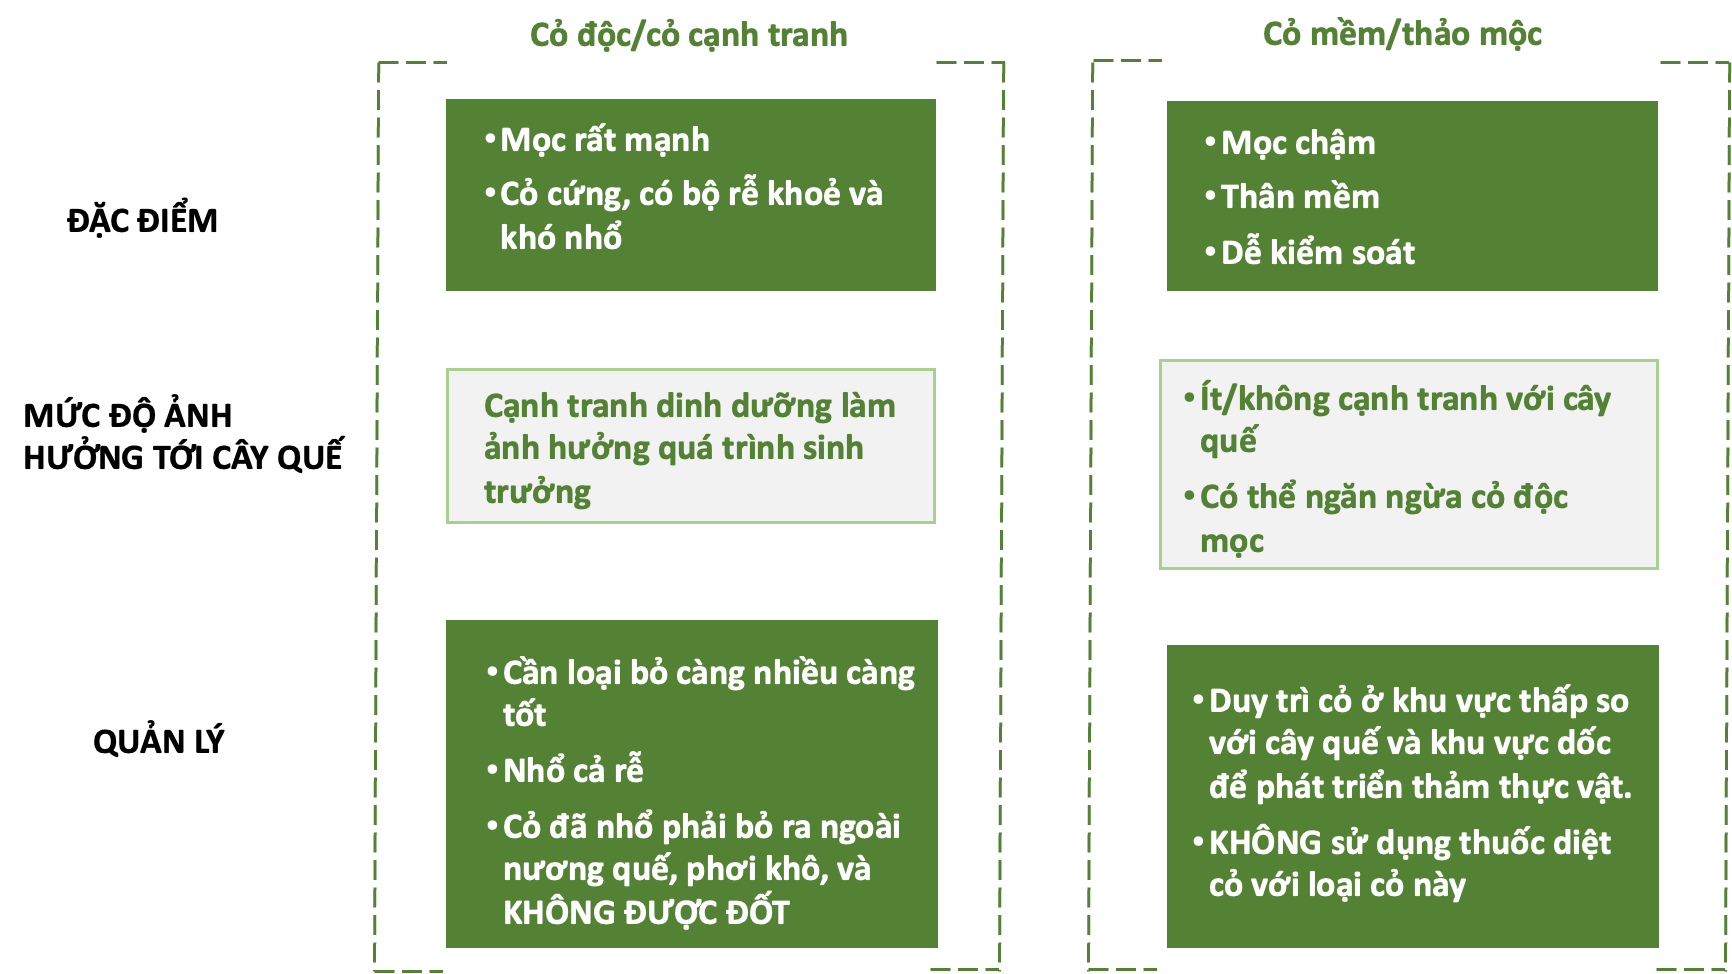 Cỏ độc/cỏ cạnh tranh
Cỏ mềm/thảo mộc
ĐẶC ĐIỂM
•Mọc rất mạnh
•Cỏ cứng, có bộ rễ khoẻ và
khó nhổ
•Mọc chậm
•Thân mềm
•Dễ kiểm soát
MỨC ĐỘ ẢNH
HƯỞNG TỚI CÂY QUẾ
Cạnh tranh dinh dưỡng làm
ảnh hưởng quá trình sinh
trưởng
•Ít/không cạnh tranh với cây
quế
•Có thể ngăn ngừa cỏ độc
mọc
QUẢN LÝ
•Cần loại bỏ càng nhiều càng
tốt
•Nhổ cả rễ
•Cỏ đã nhổ phải bỏ ra ngoài
nương quế, phơi khô, và
KHÔNG ĐƯỢC ĐỐT
•Duy trì cỏ ở khu vực thấp so
với cây quế và khu vực dốc
để phát triển thảm thực vật.
•KHÔNG sử dụng thuốc diệt
cỏ với loại cỏ này